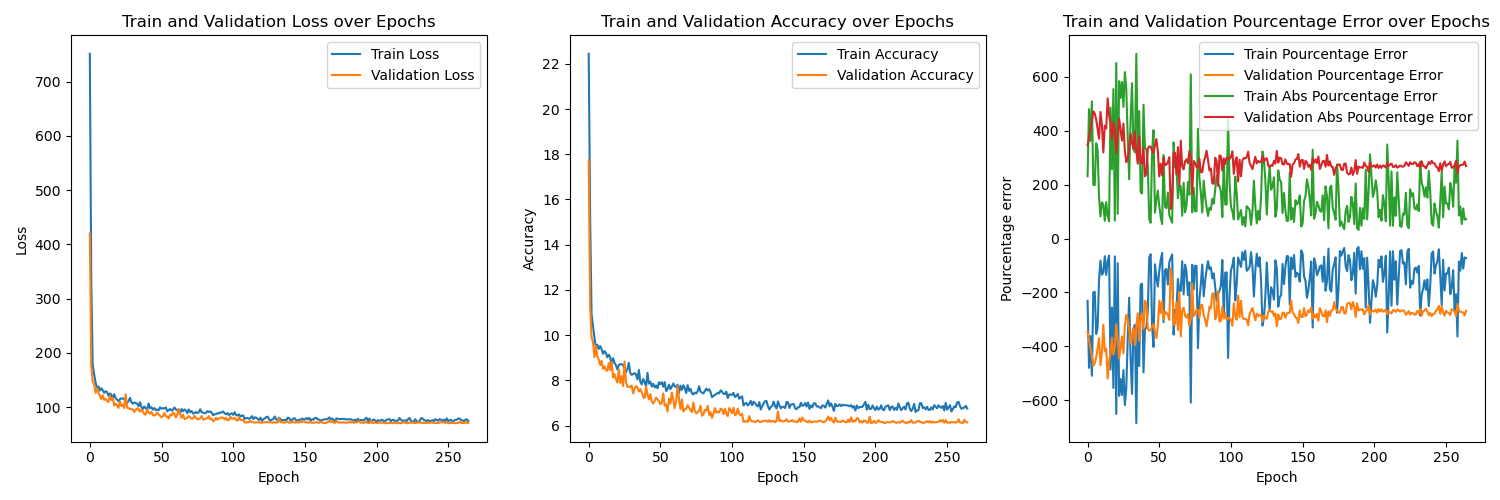 Train and Validation Loss over Epochs
Train Loss
Validation Loss
700
600
500
400
300
200
100
Loss
0
50
100
150
200
250
Epoch
Train and Validation Accuracy over Epochs
Train Accuracy
Validation Accuracy
22
20
18
16
14
12
10
8
6
Accuracy
0
50
100
150
200
250
Epoch
Train and Validation Pourcentage Error over Epochs
Train Pourcentage Error
Validation Pourcentage Error
Train Abs Pourcentage Error
Validation Abs Pourcentage Error
600
400
200
0
−200
−400
−600
Pourcentage error
0
50
100
150
200
250
Epoch